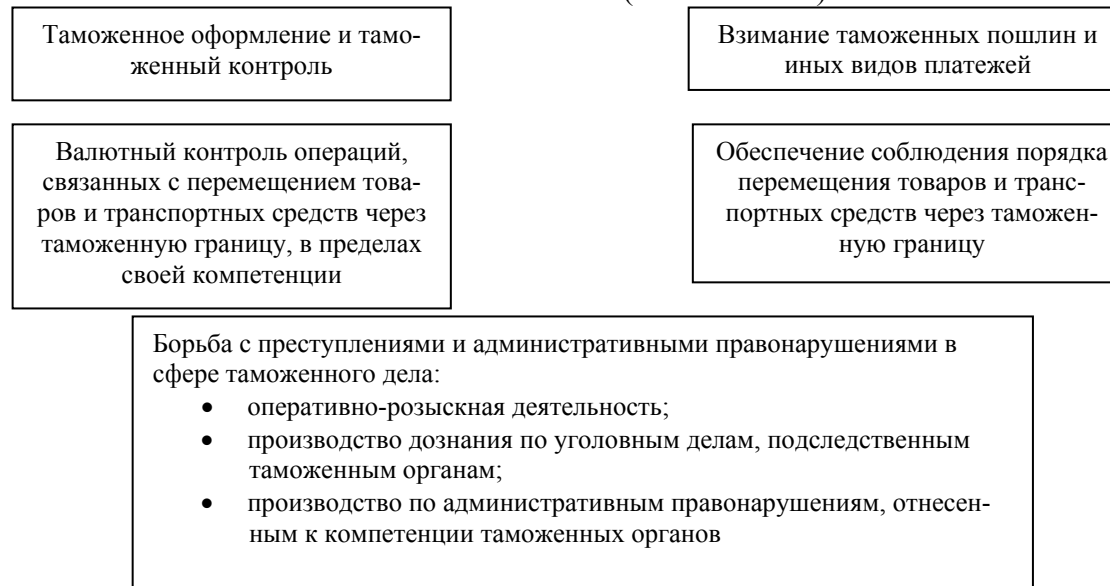 Таможенное оформление и тамо-
женный контроль
Взимание таможенных пошлин и
иных видов платежей
Валютный контроль операций,
связанных с перемещением това-
ров и транспортных средств через
таможенную границу, в пределах
своей компетенции
Обеспечение соблюдения порядка
перемещения товаров и транс-
портных средств через таможен-
ную границу
Борьба с преступлениями и административными правонарушениями в
сфере таможенного дела:
• оперативно-розыскная деятельность;
• производство дознания по уголовным делам, подследственным
таможенным органам;
• производство по административным правонарушениям, отнесен-
ным к компетенции таможенных органов